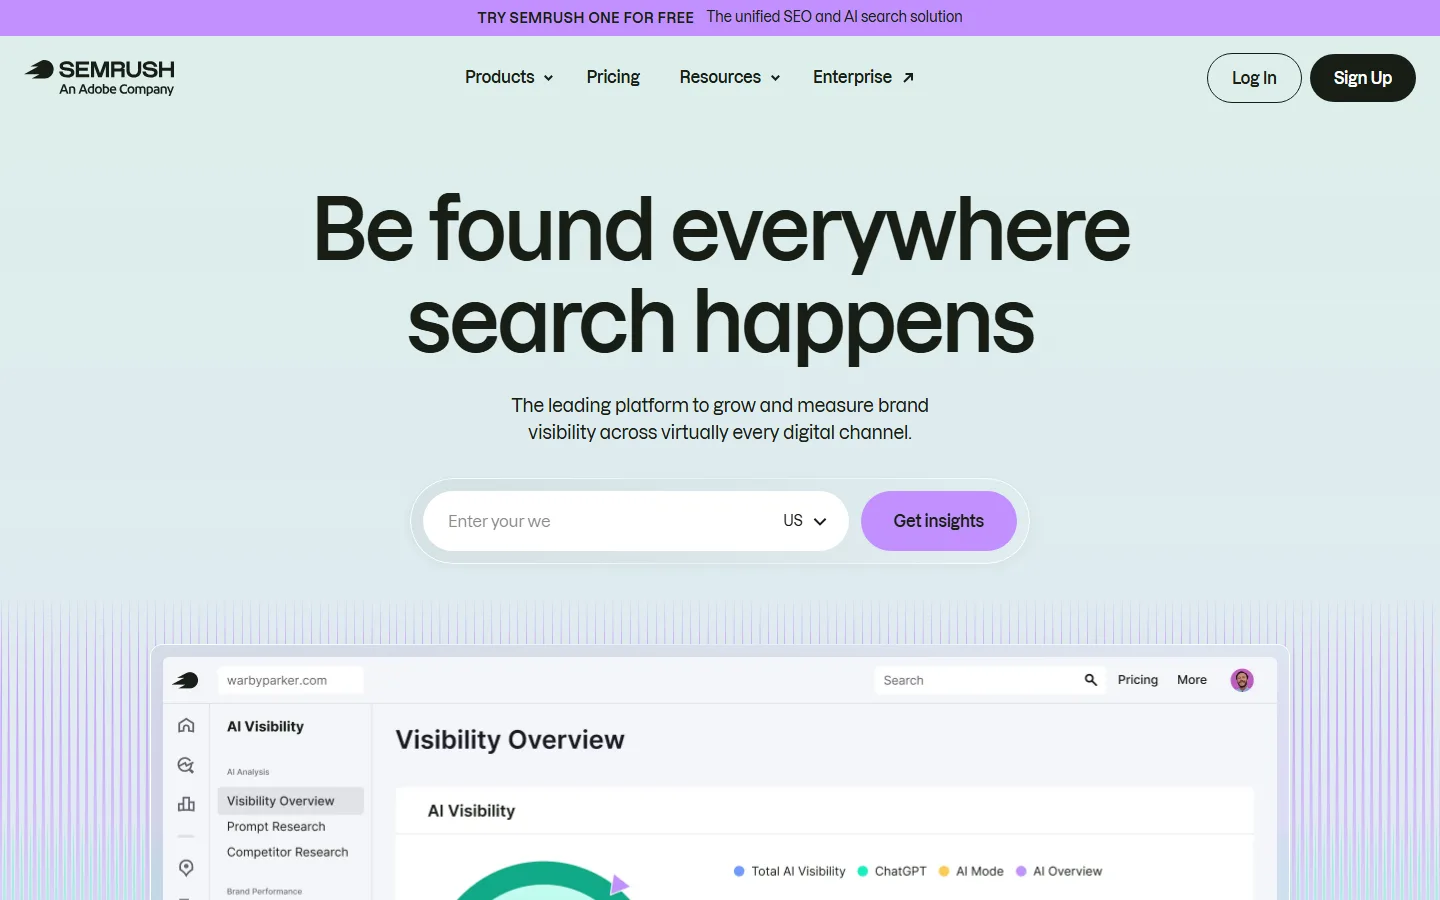 TRY SEMRUSH ONE FOR FREE The unified SEO and AI search solution
SEMRUSH
An Adobe Company
Products
Pricing
Resources
Enterprise
Log In
Sign Up
Be found everywhere
search happens
The leading platform to grow and measure brand
visibility across virtually every digital channel.
Enter your we
US
Get insights
warbyparker.com
Search
Pricing
More
AI Visibility
Visibility Overview
AI Analysis
Visibility Overview
Prompt Research
Competitor Research
Brand Performance
AI Visibility
Total AI Visibility
ChatGPT
AI Mode
AI Overview